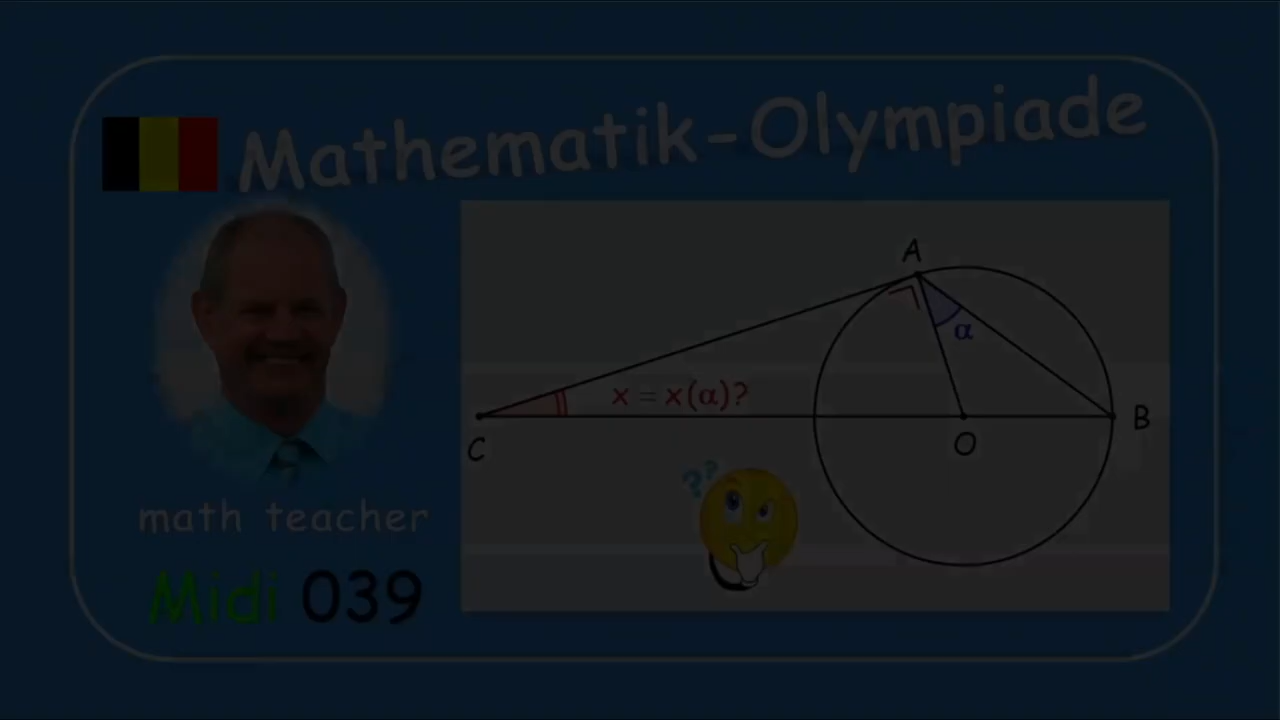 Mathematik-Olympiade
A
α
x = x(α)?
C
O
B
??
math teacher
Midi 039